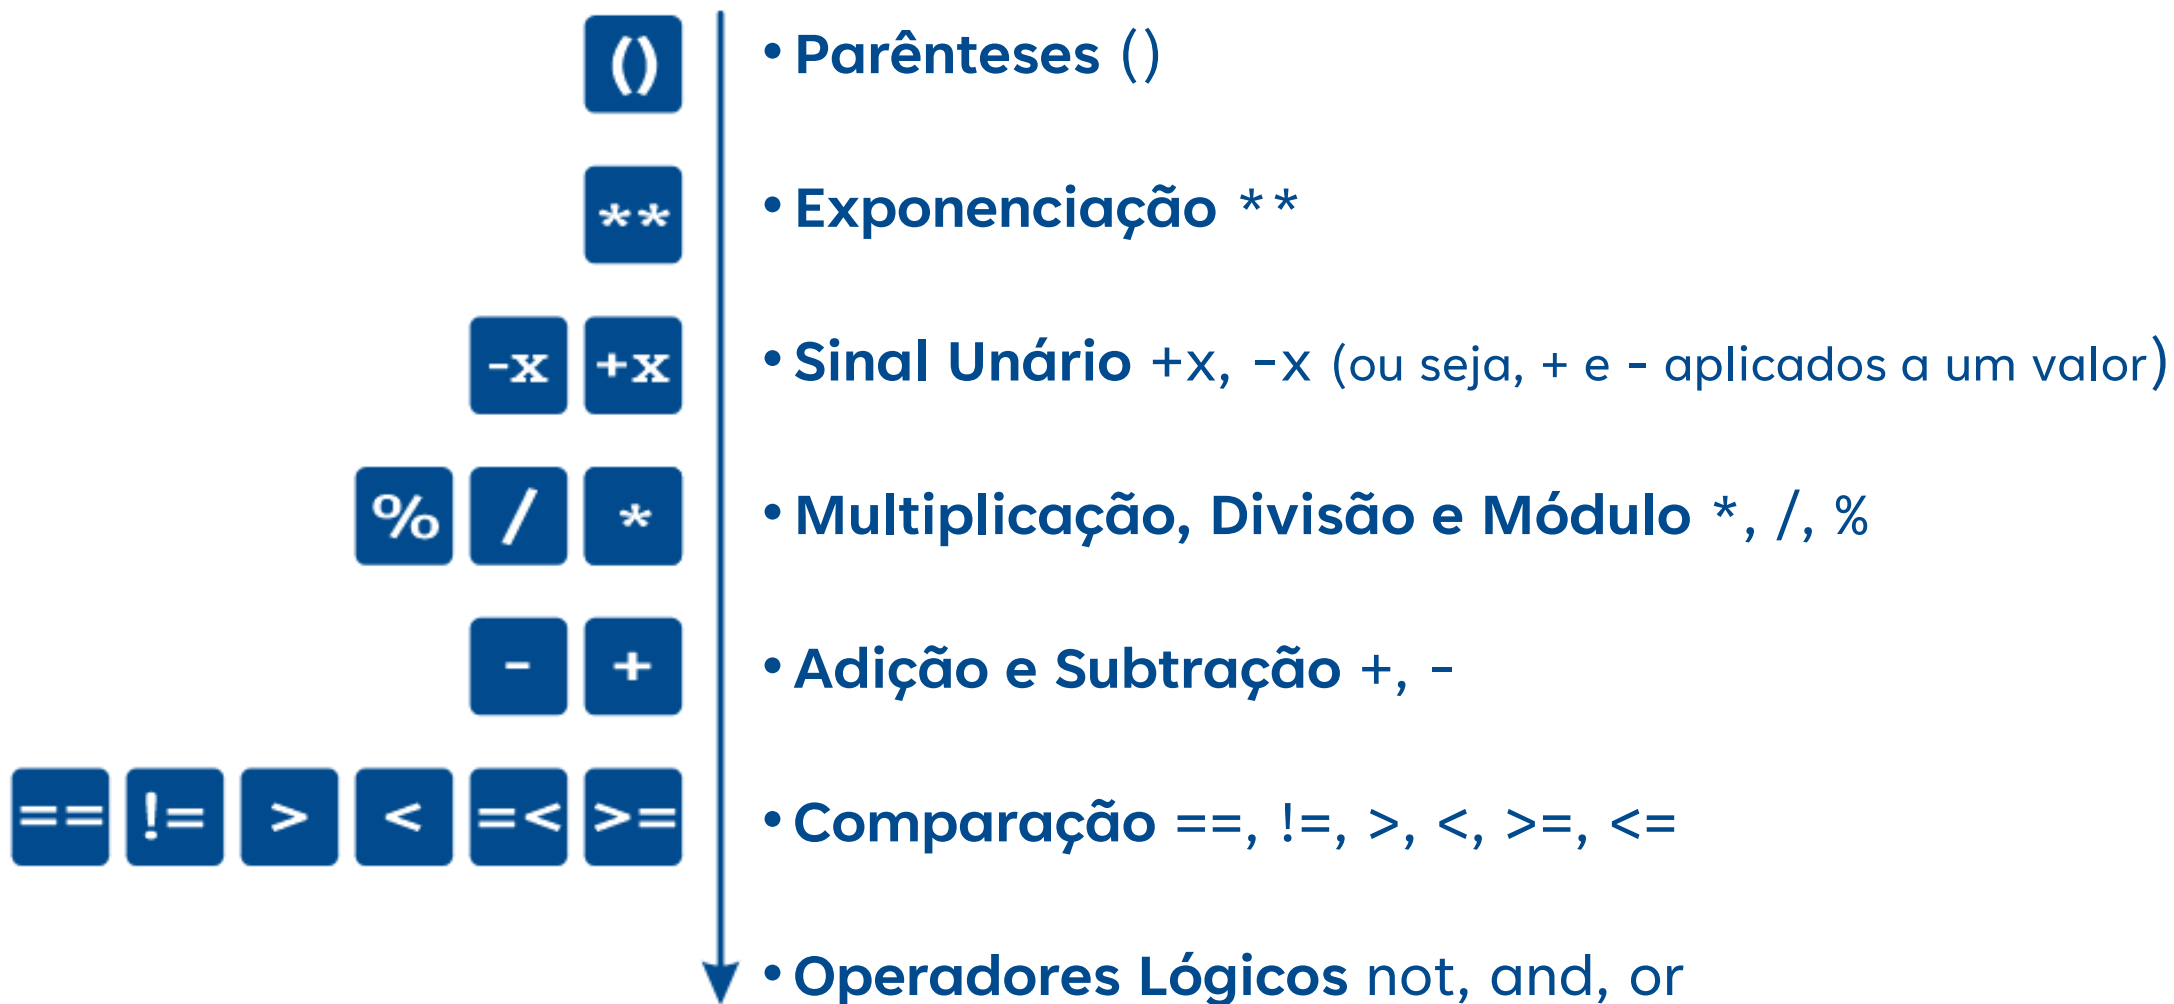 () • Parênteses ()
** • Exponenciação **
-x +x • Sinal Unário +x, -x (ou seja, + e - aplicados a um valor)
% / * • Multiplicação, Divisão e Módulo *, /, %
- + • Adição e Subtração +, -
== != > < =< >= • Comparação ==, !=, >, <, >=, <=
• Operadores Lógicos not, and, or